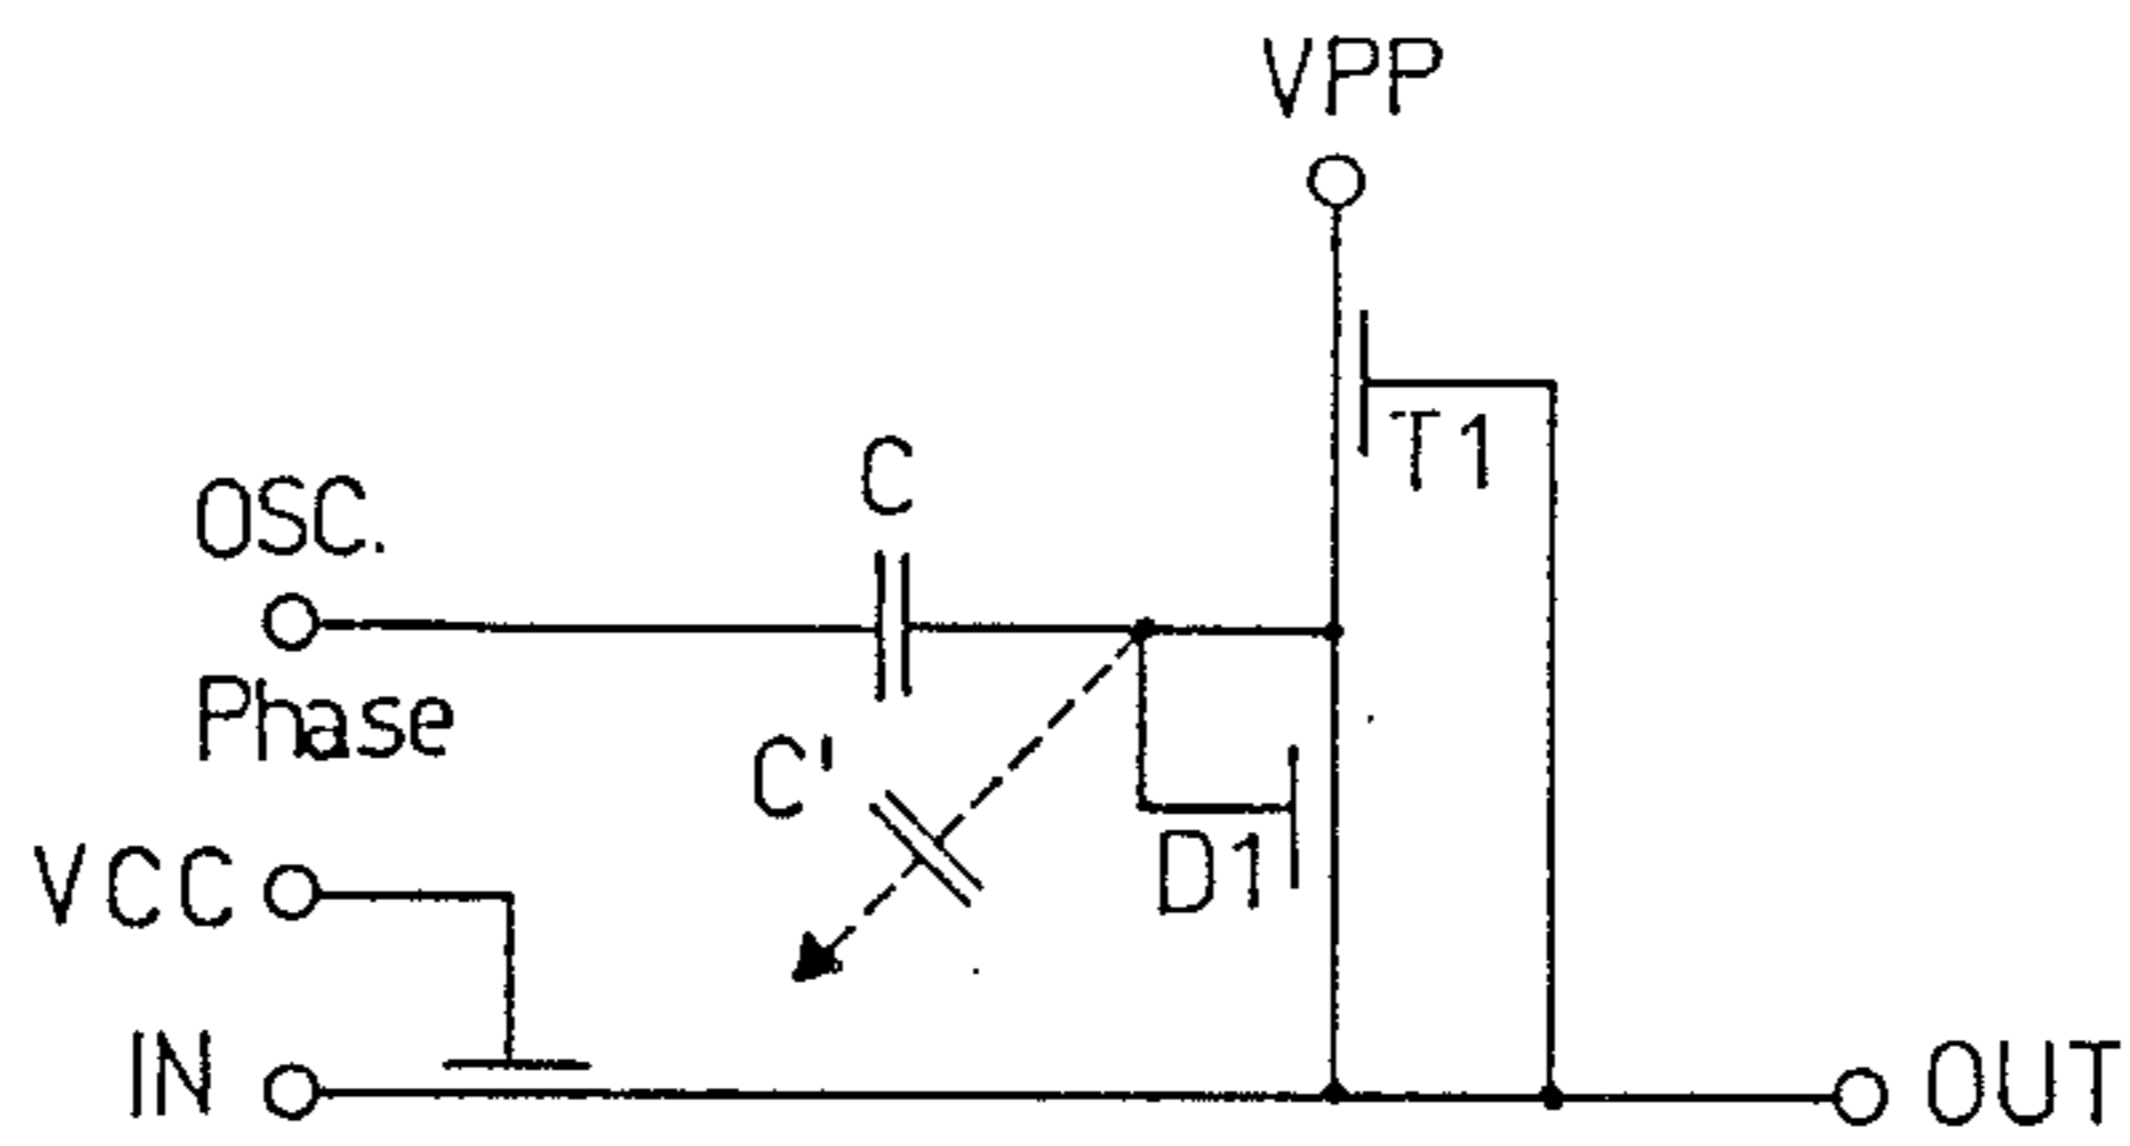 VPP
T1
C
OSC.
Phase
C'
D1
VCC
IN
OUT